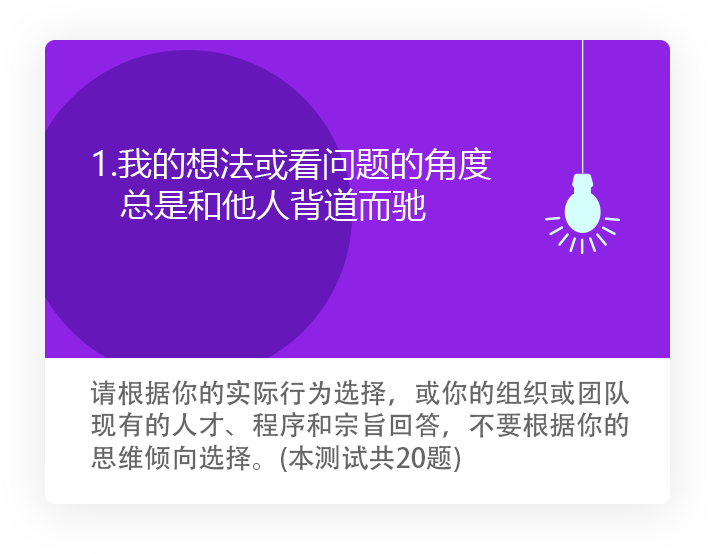 1.我的想法或看问题的角度
总是和他人背道而驰
请根据你的实际行为选择，或你的组织或团队
现有的人才、程序和宗旨回答，不要根据你的
思维倾向选择。(本测试共20题)